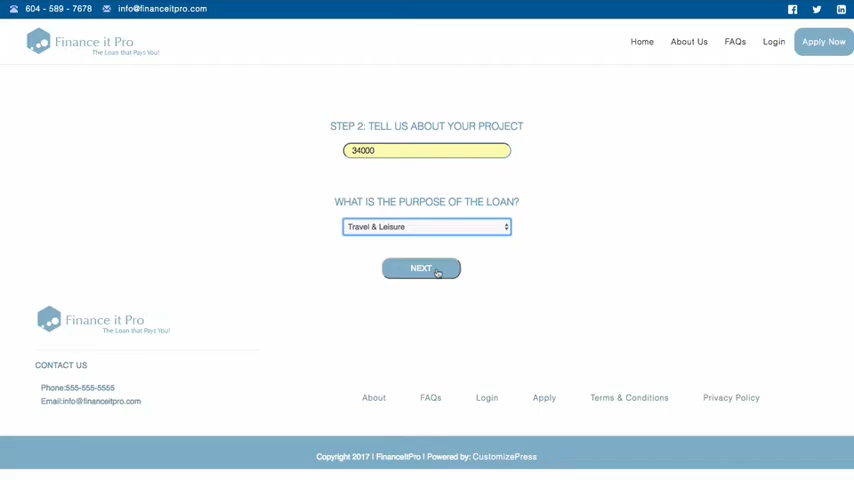 604 - 589 - 7678 info@financeitpro.com
Finance it Pro
The Loan that Pays You!
Home About Us FAQs Login Apply Now
STEP 2: TELL US ABOUT YOUR PROJECT
34000
WHAT IS THE PURPOSE OF THE LOAN?
Travel & Leisure
NEXT
Finance it Pro
The Loan that Pays You!
CONTACT US
Phone:555-555-5555
Email:info@financeitpro.com
About FAQs Login Apply Terms & Conditions Privacy Policy
Copyright 2017 | FinanceItPro | Powered by: CustomizePress